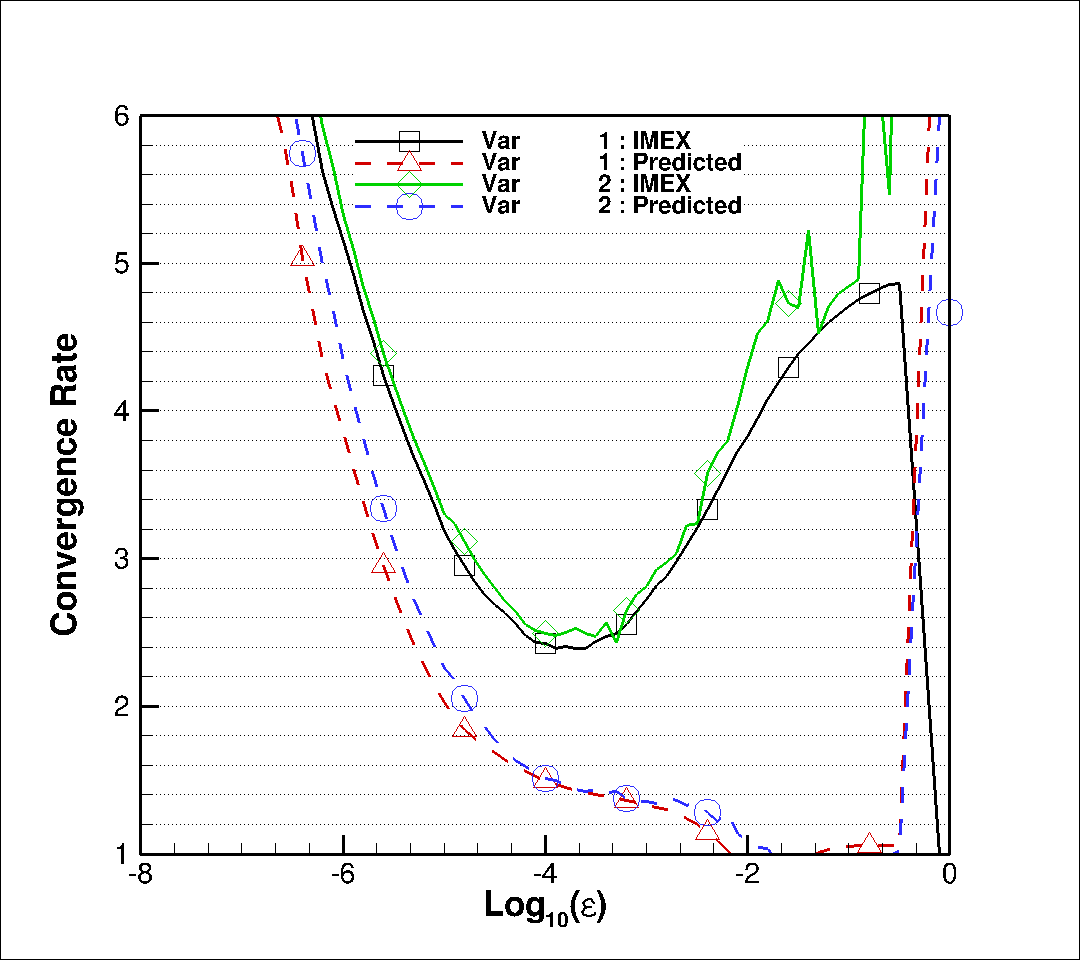 6
5
4
3
2
1
Convergence Rate
Var 1 : IMEX
Var 1 : Predicted
Var 2 : IMEX
Var 2 : Predicted
-8 -6 -4 -2 0
Log10(ε)